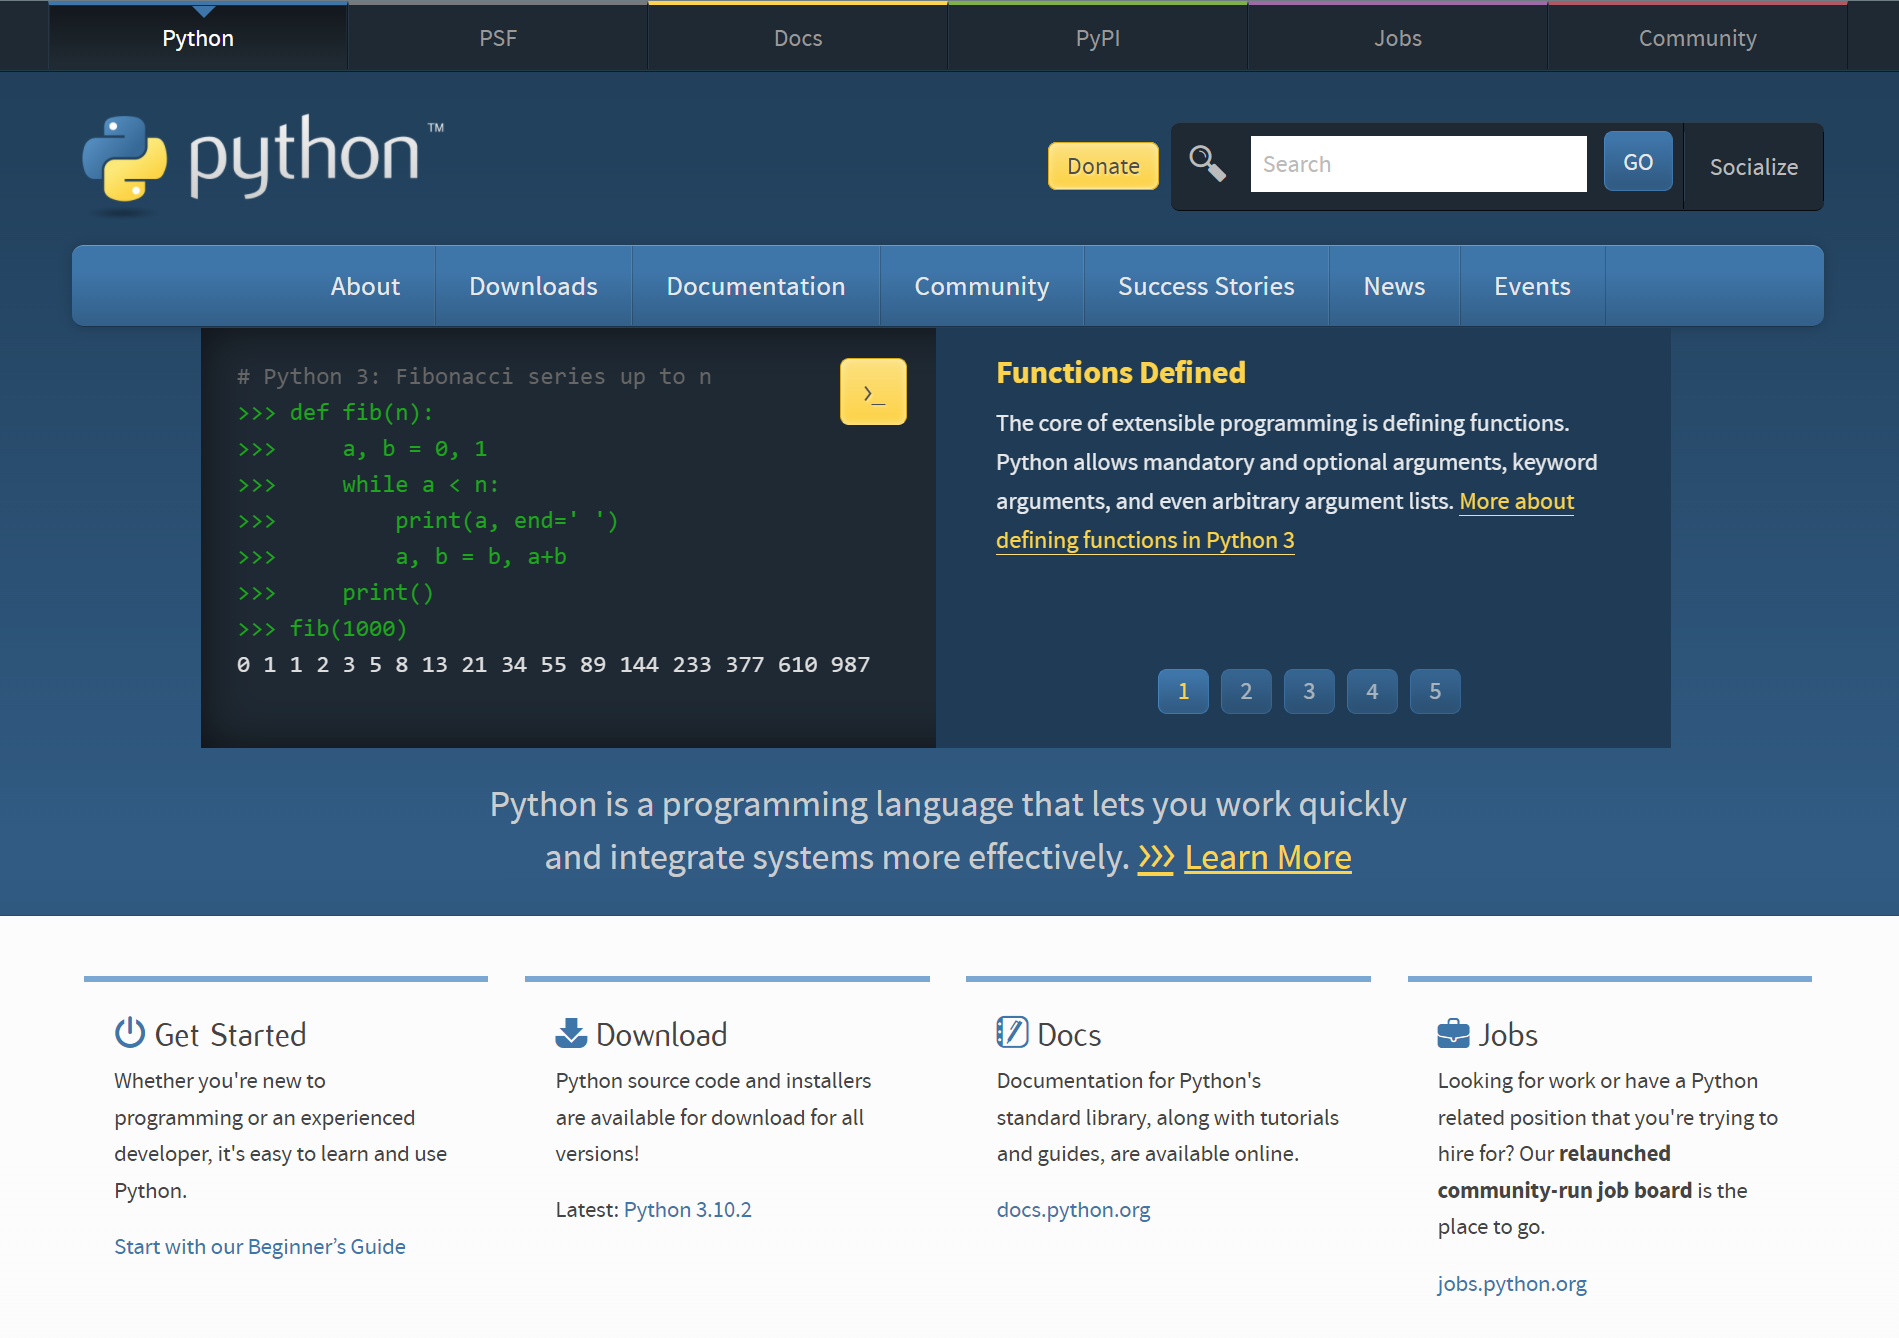 Python
PSF
Docs
PyPI
Jobs
Community
python™
Donate
Search
GO
Socialize
About
Downloads
Documentation
Community
Success Stories
News
Events
# Python 3: Fibonacci series up to n
>>> def fib(n):
>>>     a, b = 0, 1
>>>     while a < n:
>>>         print(a, end=' ')
>>>         a, b = b, a+b
>>>     print()
>>> fib(1000)
0 1 1 2 3 5 8 13 21 34 55 89 144 233 377 610 987
>_
Functions Defined
The core of extensible programming is defining functions.
Python allows mandatory and optional arguments, keyword
arguments, and even arbitrary argument lists. More about
defining functions in Python 3
1
2
3
4
5
Python is a programming language that lets you work quickly
and integrate systems more effectively. >>> Learn More
Get Started
Whether you're new to
programming or an experienced
developer, it's easy to learn and use
Python.
Start with our Beginner’s Guide
Download
Python source code and installers
are available for download for all
versions!
Latest: Python 3.10.2
Docs
Documentation for Python's
standard library, along with tutorials
and guides, are available online.
docs.python.org
Jobs
Looking for work or have a Python
related position that you're trying to
hire for? Our relaunched
community-run job board is the
place to go.
jobs.python.org